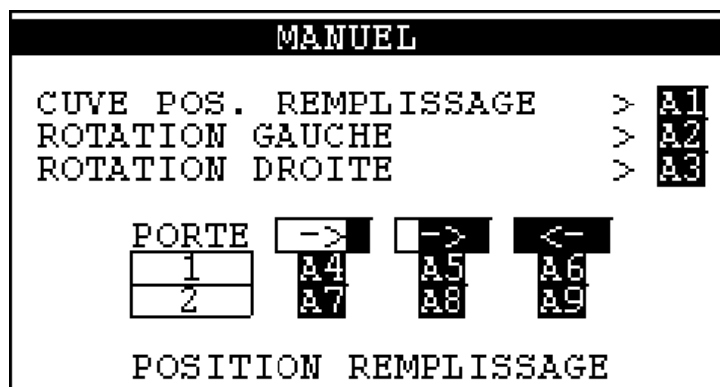 MANUEL
CUVE POS. REMPLISSAGE > A1
ROTATION GAUCHE > A2
ROTATION DROITE > A3
PORTE -> -> <-
1 A4 A5 A6
2 A7 A8 A9
POSITION REMPLISSAGE